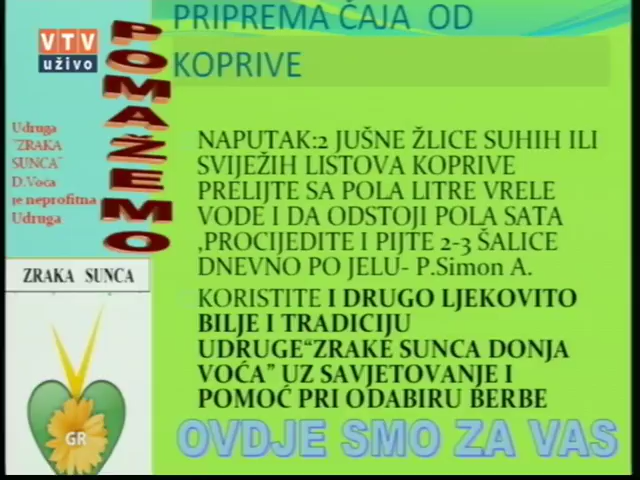 PRIPREMA ČAJA OD
KOPRIVE
VTV
uživo
POMAŽEMO
Udruga
"ZRAKA
SUNCA"
D.Voća
je neprofitna
Udruga
ZRAKA SUNCA
GR
NAPUTAK:2 JUŠNE ŽLICE SUHIH ILI
SVIJEŽIH LISTOVA KOPRIVE
PRELIJTE SA POLA LITRE VRELE
VODE I DA ODSTOJI POLA SATA
,PROCIJEDITE I PIJTE 2-3 ŠALICE
DNEVNO PO JELU- P.Simon A.
KORISTITE I DRUGO LJEKOVITO
BILJE I TRADICIJU
UDRUGE“ZRAKE SUNCA DONJA
VOĆA” UZ SAVJETOVANJE I
POMOĆ PRI ODABIRU BERBE
OVDJE SMO ZA VAS